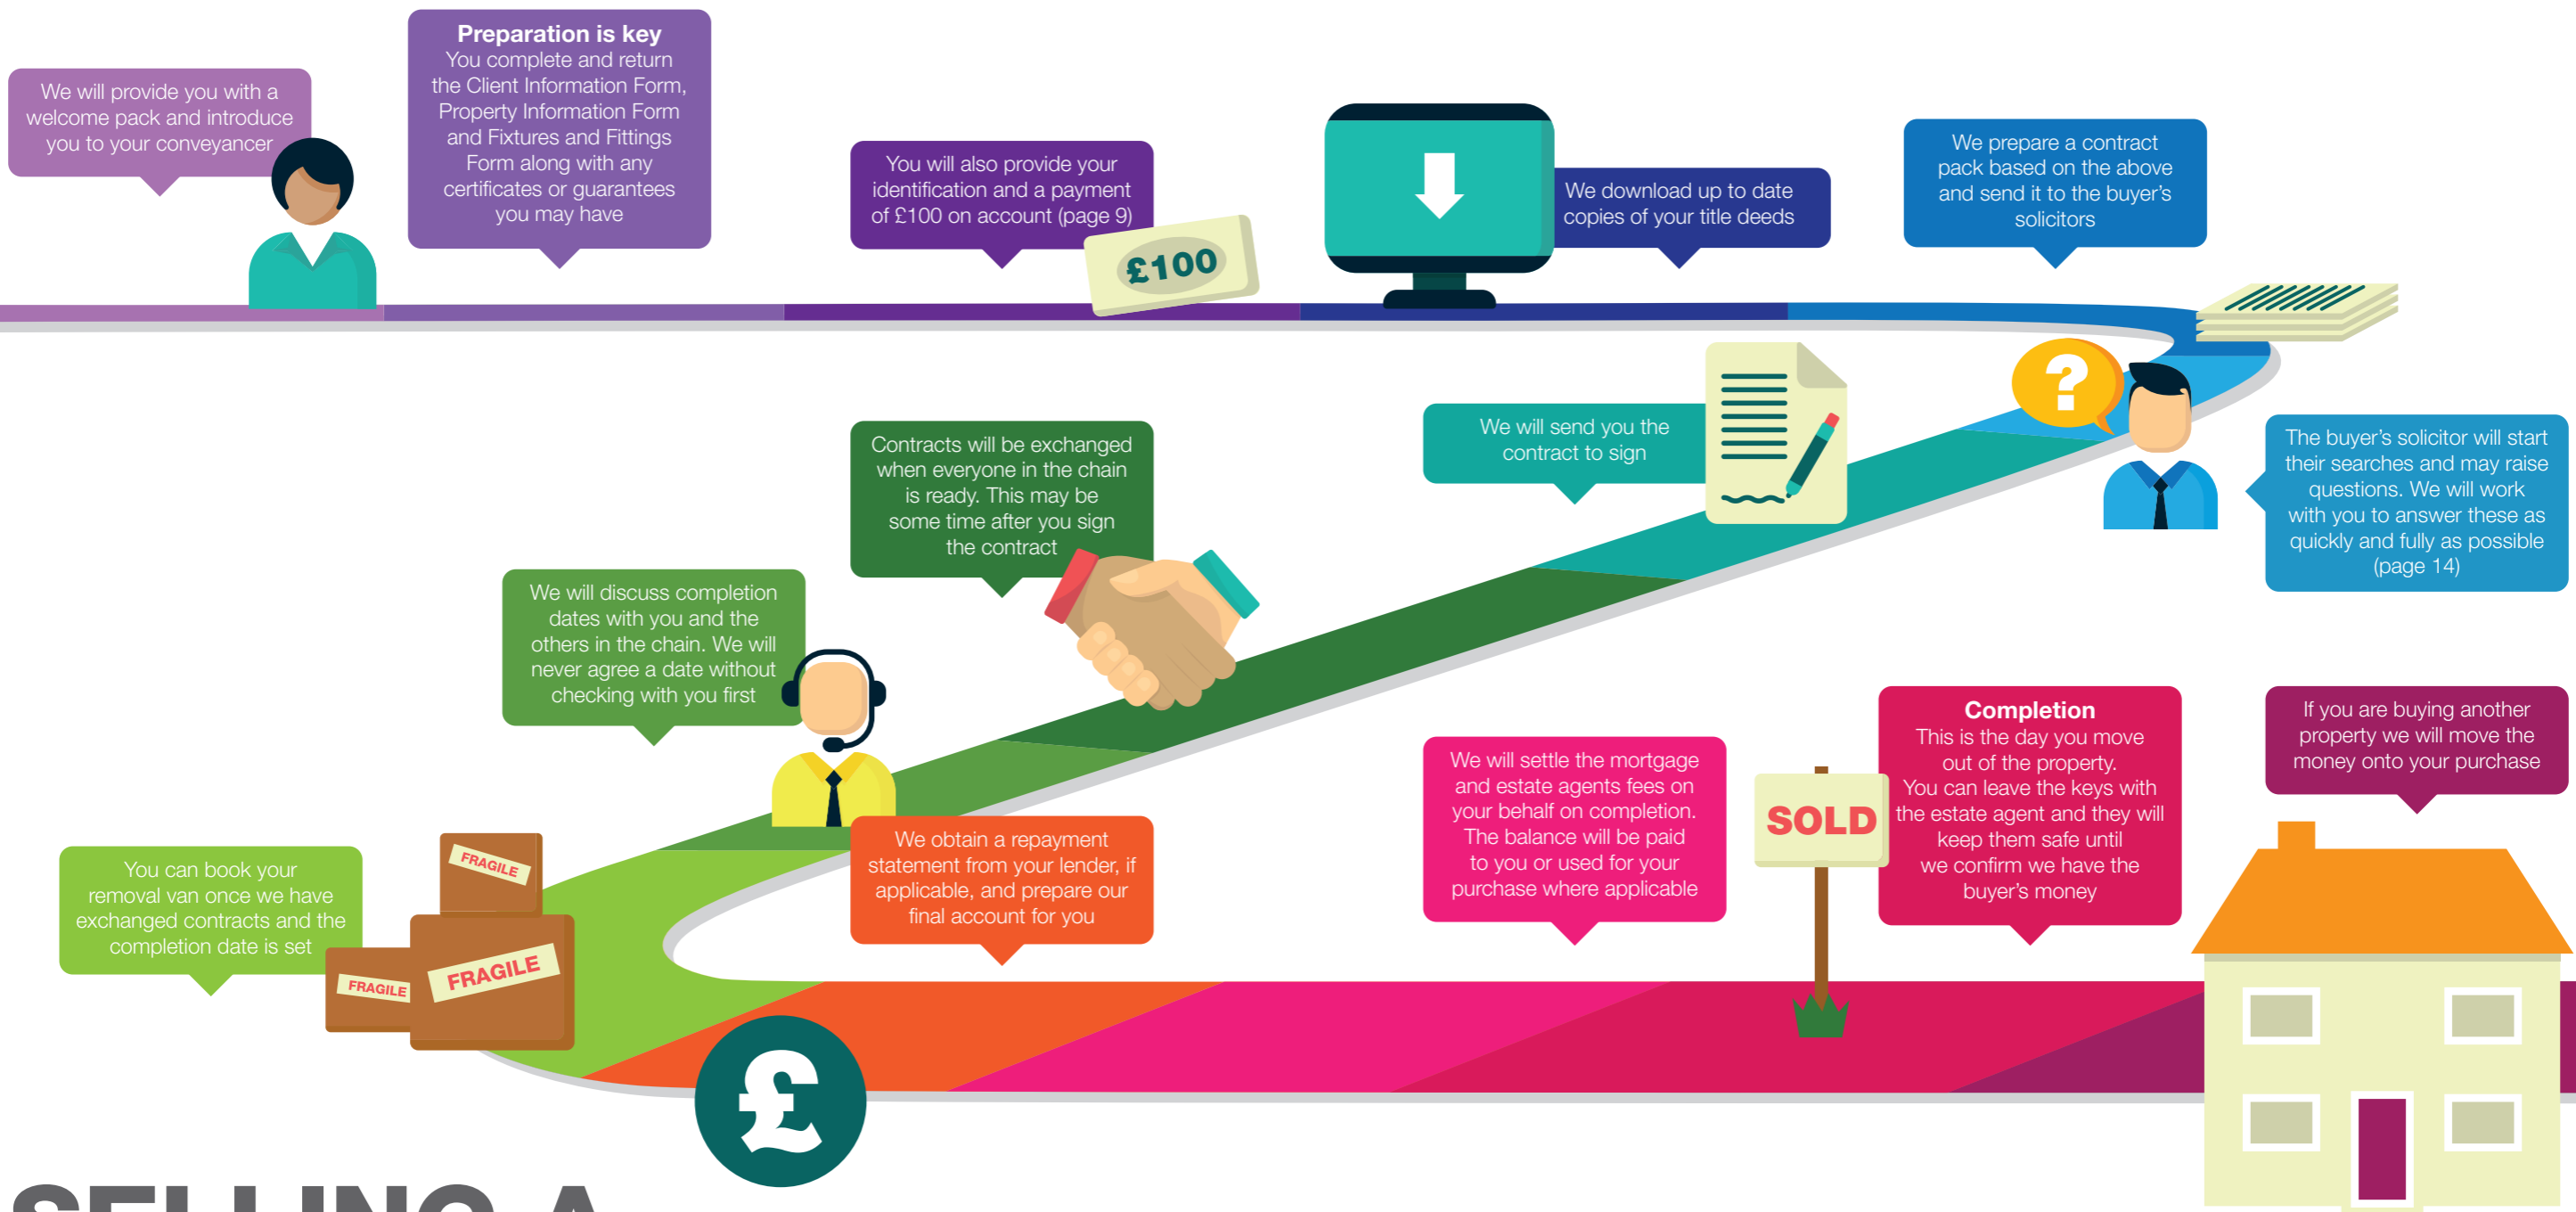 We will provide you with a
welcome pack and introduce
you to your conveyancer
Preparation is key
You complete and return
the Client Information Form,
Property Information Form
and Fixtures and Fittings
Form along with any
certificates or guarantees
you may have
You will also provide your
identification and a payment
of £100 on account (page 9)
£100
We download up to date
copies of your title deeds
We prepare a contract
pack based on the above
and send it to the buyer's
solicitors
?
The buyer's solicitor will start
their searches and may raise
questions. We will work
with you to answer these as
quickly and fully as possible
(page 14)
We will send you the
contract to sign
Contracts will be exchanged
when everyone in the chain
is ready. This may be
some time after you sign
the contract
We will discuss completion
dates with you and the
others in the chain. We will
never agree a date without
checking with you first
You can book your
removal van once we have
exchanged contracts and the
completion date is set
FRAGILE
FRAGILE
FRAGILE
We obtain a repayment
statement from your lender, if
applicable, and prepare our
final account for you
£
We will settle the mortgage
and estate agents fees on
your behalf on completion.
The balance will be paid
to you or used for your
purchase where applicable
SOLD
Completion
This is the day you move
out of the property.
You can leave the keys with
the estate agent and they will
keep them safe until
we confirm we have the
buyer's money
If you are buying another
property we will move the
money onto your purchase
SELLING A